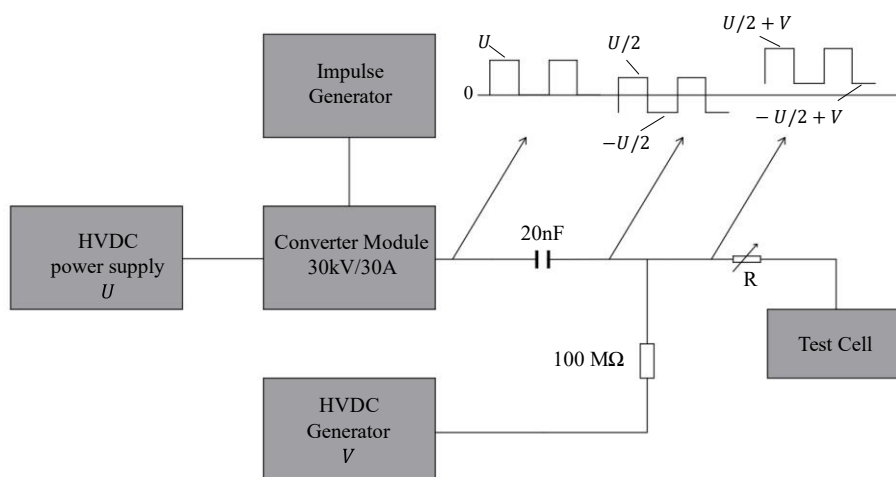 U/2 + V
U
U/2
0
− U/2 + V
−U/2
Impulse
Generator
HVDC
power supply
U
Converter Module
30kV/30A
20nF
R
Test Cell
100 MΩ
HVDC
Generator
V